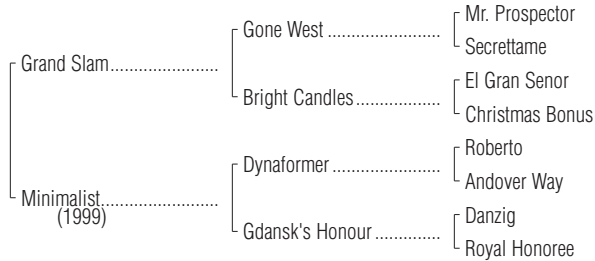 Mr. Prospector
Gone West ........................
Secrettame
Grand Slam.......................
El Gran Senor
Bright Candles..................
Christmas Bonus
Roberto
Dynaformer .......................
Andover Way
Minimalist.........................
(1999)
Danzig
Gdansk's Honour ..............
Royal Honoree